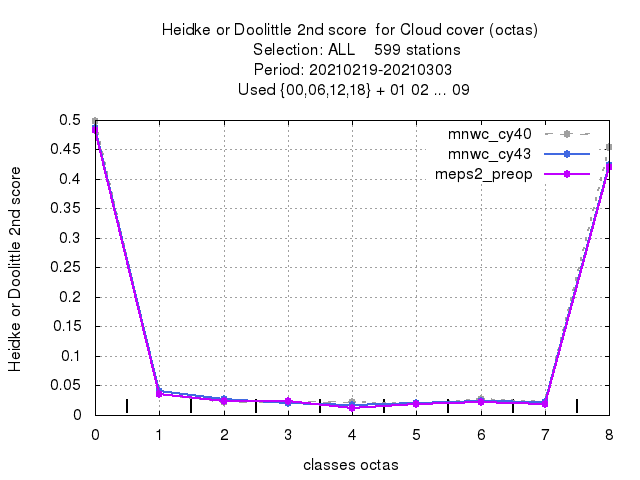 Heidke or Doolittle 2nd score  for Cloud cover (octas)
Selection: ALL    599 stations
Period: 20210219-20210303
Used {00,06,12,18} + 01 02 ... 09
mnwc_cy40
mnwc_cy43
meps2_preop
0.5
0.45
0.4
0.35
0.3
0.25
0.2
0.15
0.1
0.05
0
Heidke or Doolittle 2nd score
0 1 2 3 4 5 6 7 8
classes octas